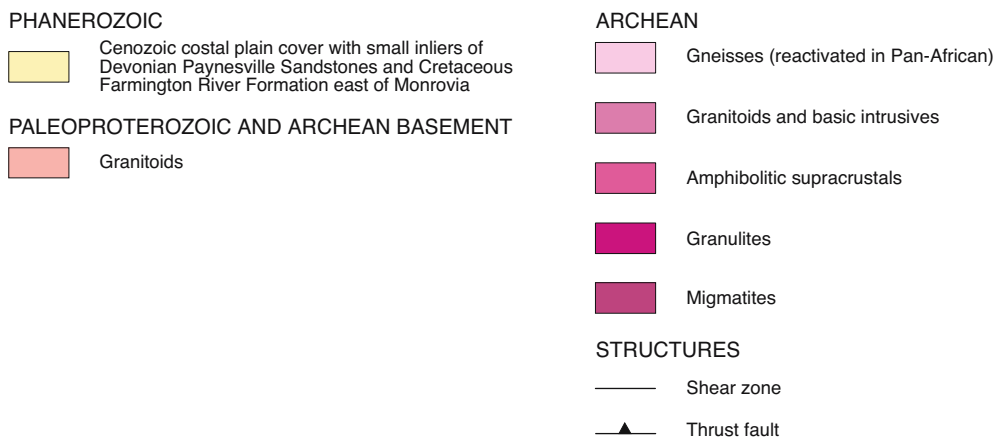 PHANEROZOIC
Cenozoic costal plain cover with small inliers of
Devonian Paynesville Sandstones and Cretaceous
Farmington River Formation east of Monrovia
PALEOPROTEROZOIC AND ARCHEAN BASEMENT
Granitoids
ARCHEAN
Gneisses (reactivated in Pan-African)
Granitoids and basic intrusives
Amphibolitic supracrustals
Granulites
Migmatites
STRUCTURES
Shear zone
Thrust fault